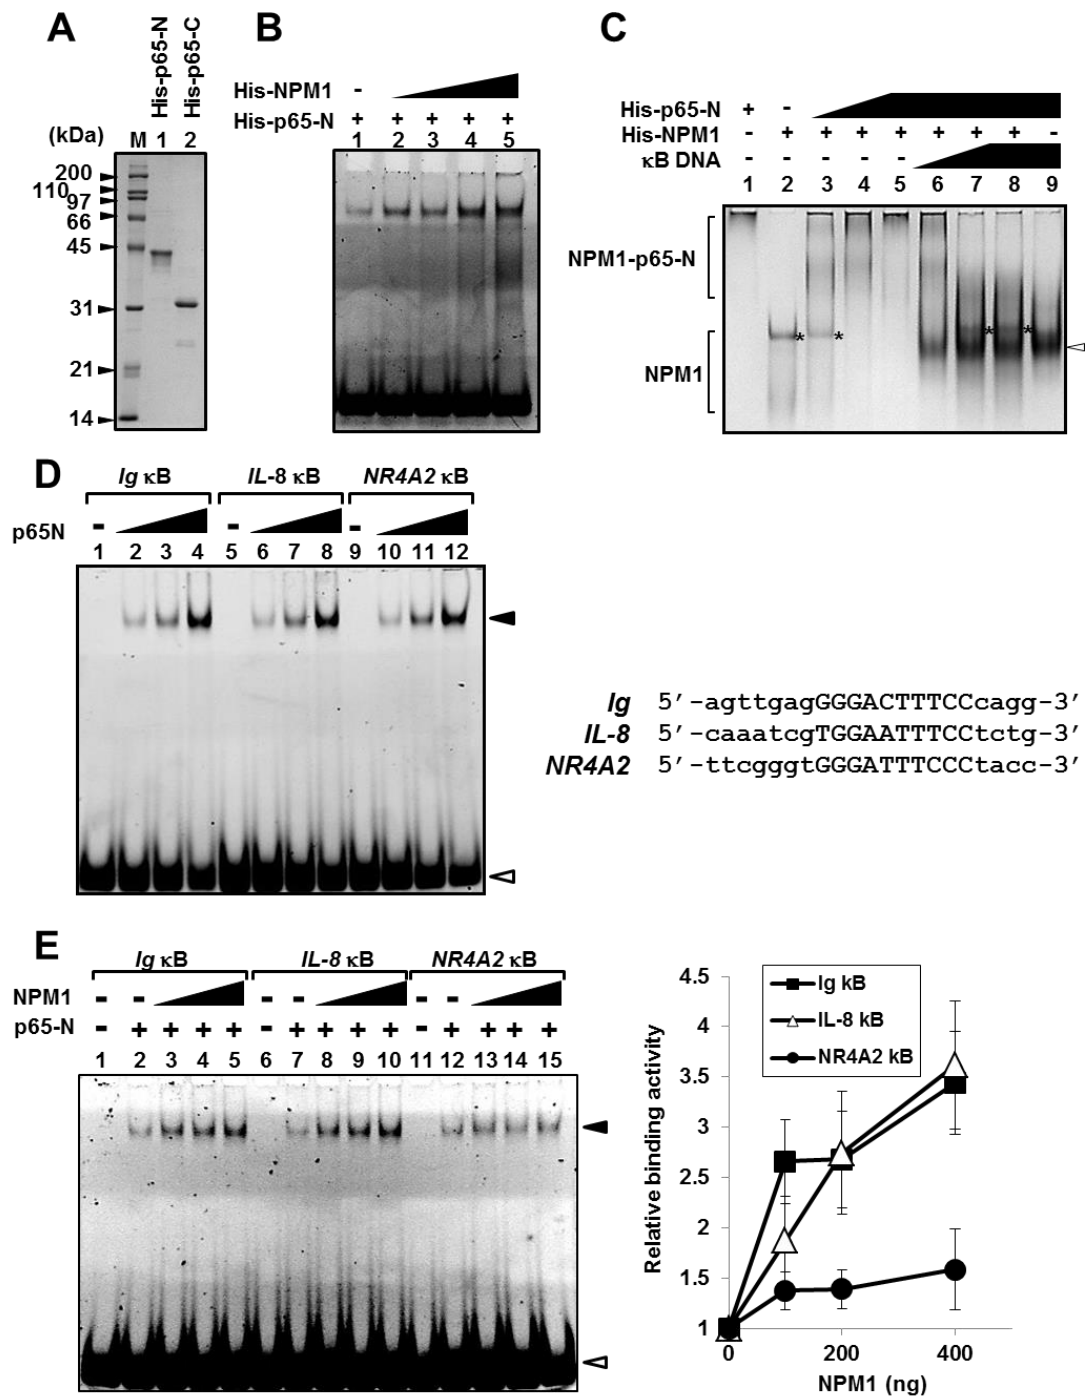 A
His-p65-N
His-p65-C
(kDa)
M 1 2
200
110
97
66
45
31
21
14
B
His-NPM1 -
His-p65-N + + + + +
1 2 3 4 5
C
His-p65-N + -
His-NPM1 - + + + + + + + -
κB DNA - - - - -
1 2 3 4 5 6 7 8 9
NPM1-p65-N
NPM1
* * * *
D
Ig κB IL-8 κB NR4A2 κB
p65N - - -
1 2 3 4 5 6 7 8 9 10 11 12
Ig 5’-agttgagGGGACTTTCCcagg-3’
IL-8 5’-caaatcgTGGAATTTCCtctg-3’
NR4A2 5’-ttcgggtGGGATTTCCCtacc-3’
E
Ig κB IL-8 κB NR4A2 κB
NPM1 - - - - - -
p65-N - + + + + - + + + + - + + + +
1 2 3 4 5 6 7 8 9 10 11 12 13 14 15
Ig kB
IL-8 kB
NR4A2 kB
Relative binding activity
4.5
4
3.5
3
2.5
2
1.5
1
0 200 400
NPM1 (ng)